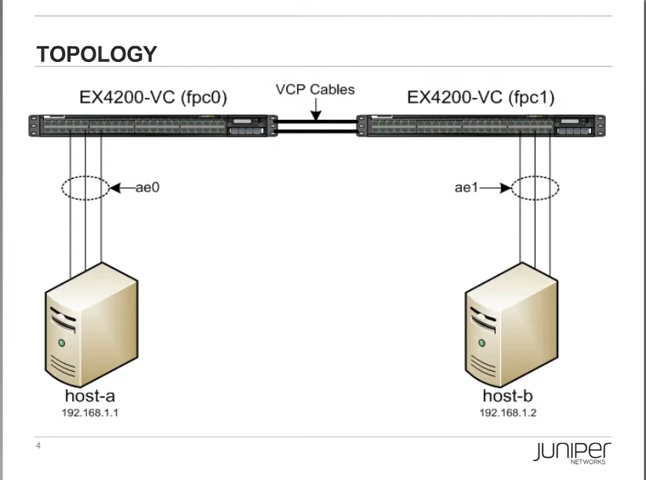 TOPOLOGY
EX4200-VC (fpc0)
VCP Cables
EX4200-VC (fpc1)
ae0
ae1
host-a
192.168.1.1
host-b
192.168.1.2
4
JUNIPER
NETWORKS